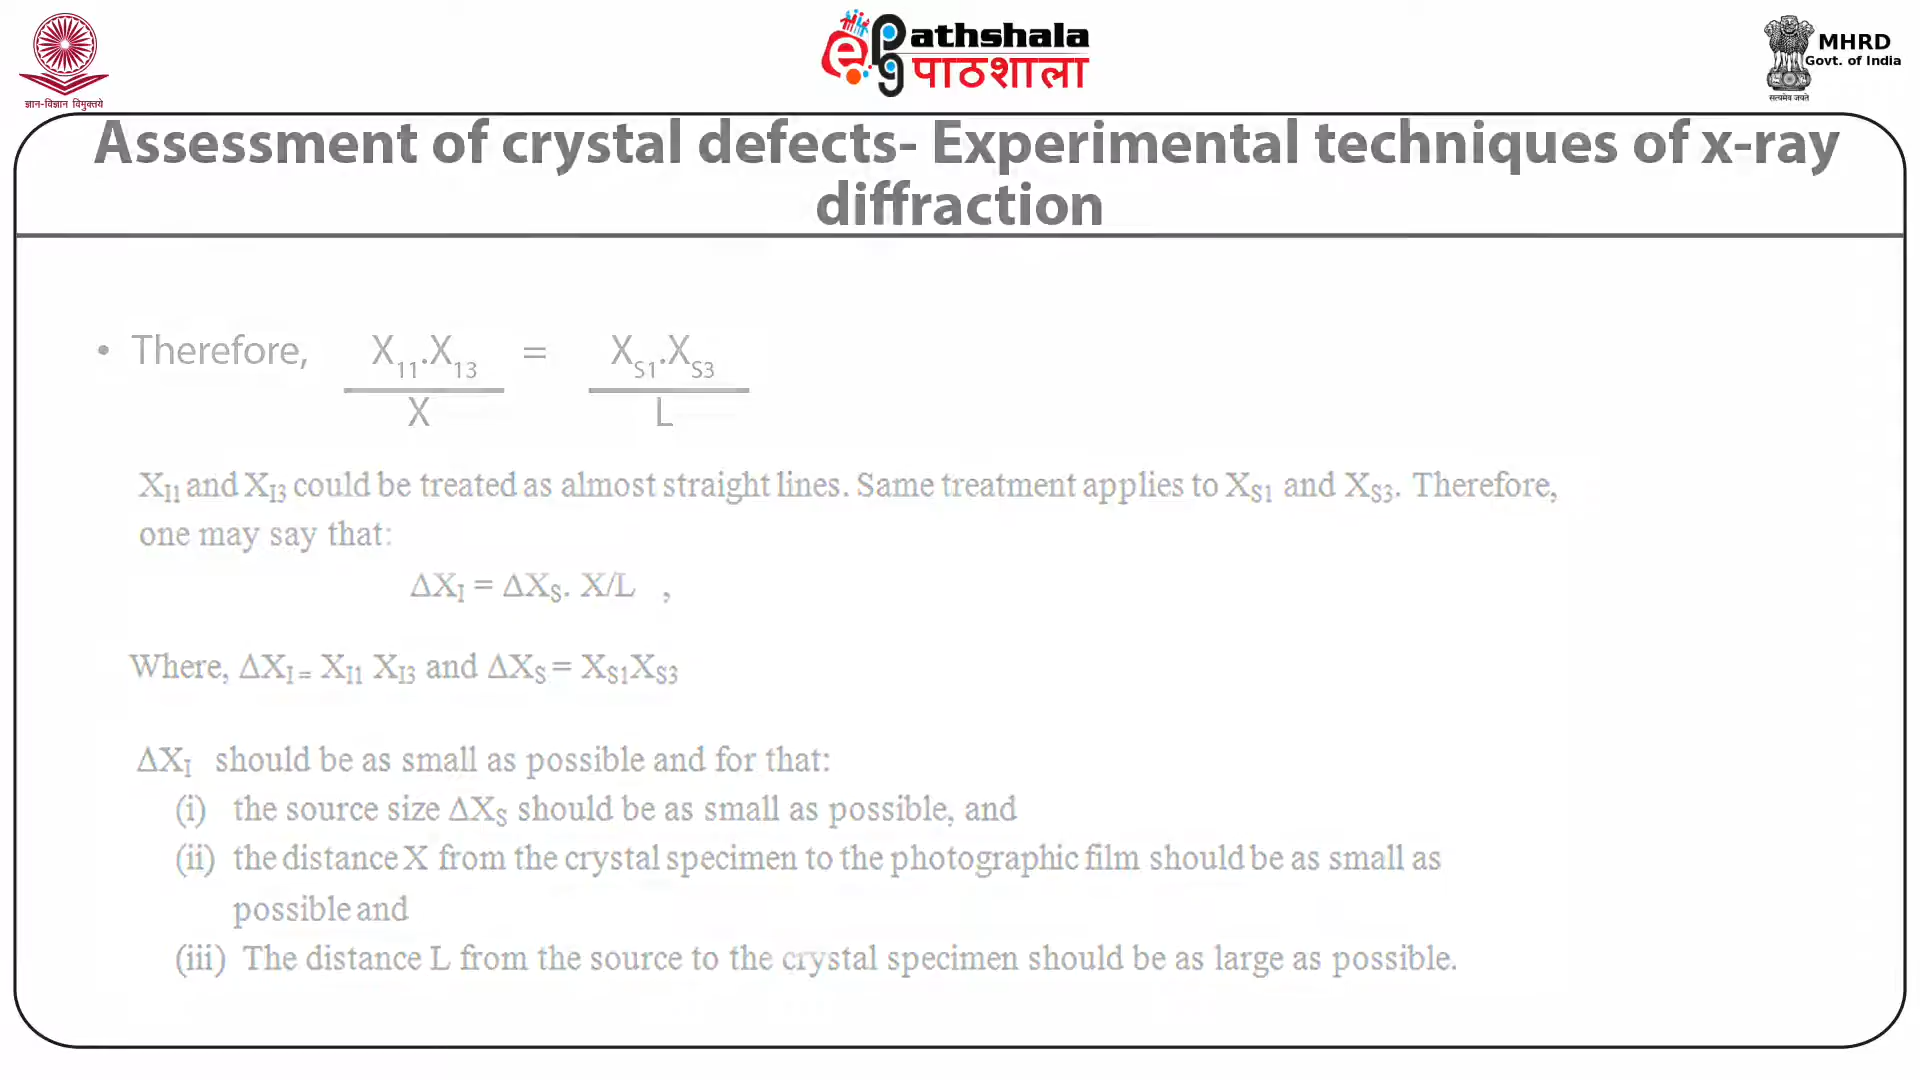 ज्ञान-विज्ञान विमुक्तये
ePathshala
पाठशाला
MHRD
Govt. of India
सत्यमेव जयते
Assessment of crystal defects- Experimental techniques of x-ray
diffraction
• Therefore, X11.X13 = XS1.XS3
X L
XI1 and XI3 could be treated as almost straight lines. Same treatment applies to XS1 and XS3. Therefore,
one may say that:
ΔXI = ΔXS. X/L ,
Where, ΔXI = XI1 XI3 and ΔXS = XS1XS3
ΔXI should be as small as possible and for that:
(i) the source size ΔXS should be as small as possible, and
(ii) the distance X from the crystal specimen to the photographic film should be as small as
possible and
(iii) The distance L from the source to the crystal specimen should be as large as possible.